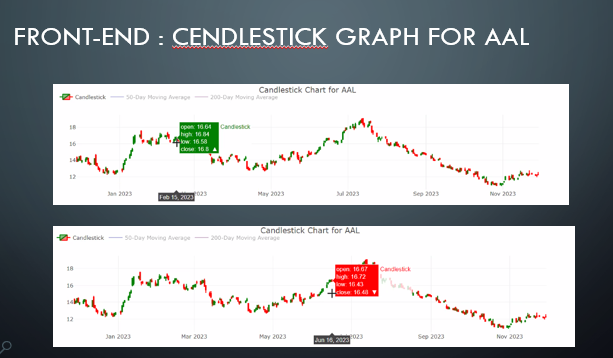 FRONT-END : CENDLESTICK GRAPH FOR AAL
Candlestick Chart for AAL
Candlestick 50-Day Moving Average 200-Day Moving Average
open: 16.64 Candlestick
high: 16.84
low: 16.58
close: 16.8 ▲
18
16
14
12
Jan 2023 2023 May 2023 Jul 2023 Sep 2023 Nov 2023
Feb 15, 2023
Candlestick Chart for AAL
Candlestick 50-Day Moving Average 200-Day Moving Average
open: 16.67 Candlestick
high: 16.72
low: 16.43
close: 16.48 ▼
18
16
14
12
Jan 2023 Mar 2023 May 2023 Sep 2023 Nov 2023
Jun 16, 2023